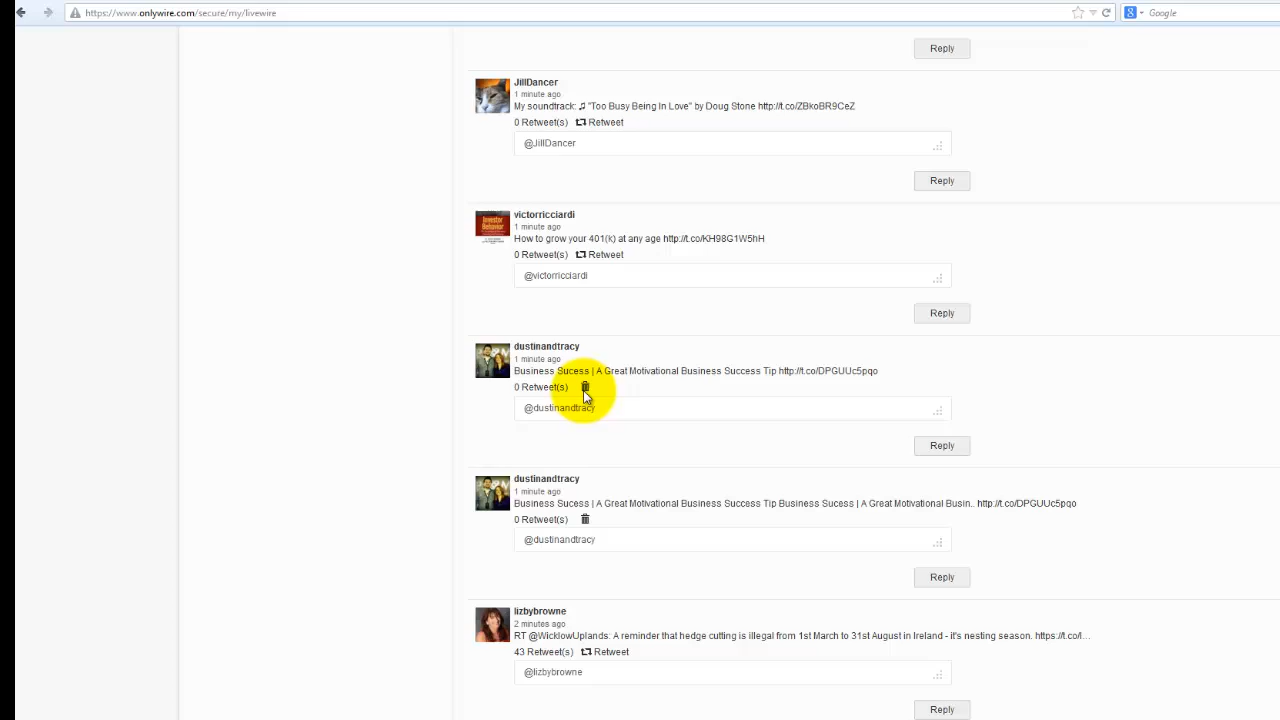 https://www.onlywire.com/secure/my/livewire
Google
Reply
JillDancer
1 minute ago
My soundtrack: ♫ "Too Busy Being In Love" by Doug Stone http://t.co/ZBkoBR9CeZ
0 Retweet(s) Retweet
@JillDancer
Reply
victorricciardi
1 minute ago
How to grow your 401(k) at any age http://t.co/KH98G1W5hH
0 Retweet(s) Retweet
@victorricciardi
Reply
dustinandtracy
1 minute ago
Business Sucess | A Great Motivational Business Success Tip http://t.co/DPGUUc5pqo
0 Retweet(s)
@dustinandtracy
Reply
dustinandtracy
1 minute ago
Business Sucess | A Great Motivational Business Success Tip Business Sucess | A Great Motivational Busin.. http://t.co/DPGUUc5pqo
0 Retweet(s)
@dustinandtracy
Reply
lizbybrowne
2 minutes ago
RT @WicklowUplands: A reminder that hedge cutting is illegal from 1st March to 31st August in Ireland - it's nesting season. https://t.co/l…
43 Retweet(s) Retweet
@lizbybrowne
Reply